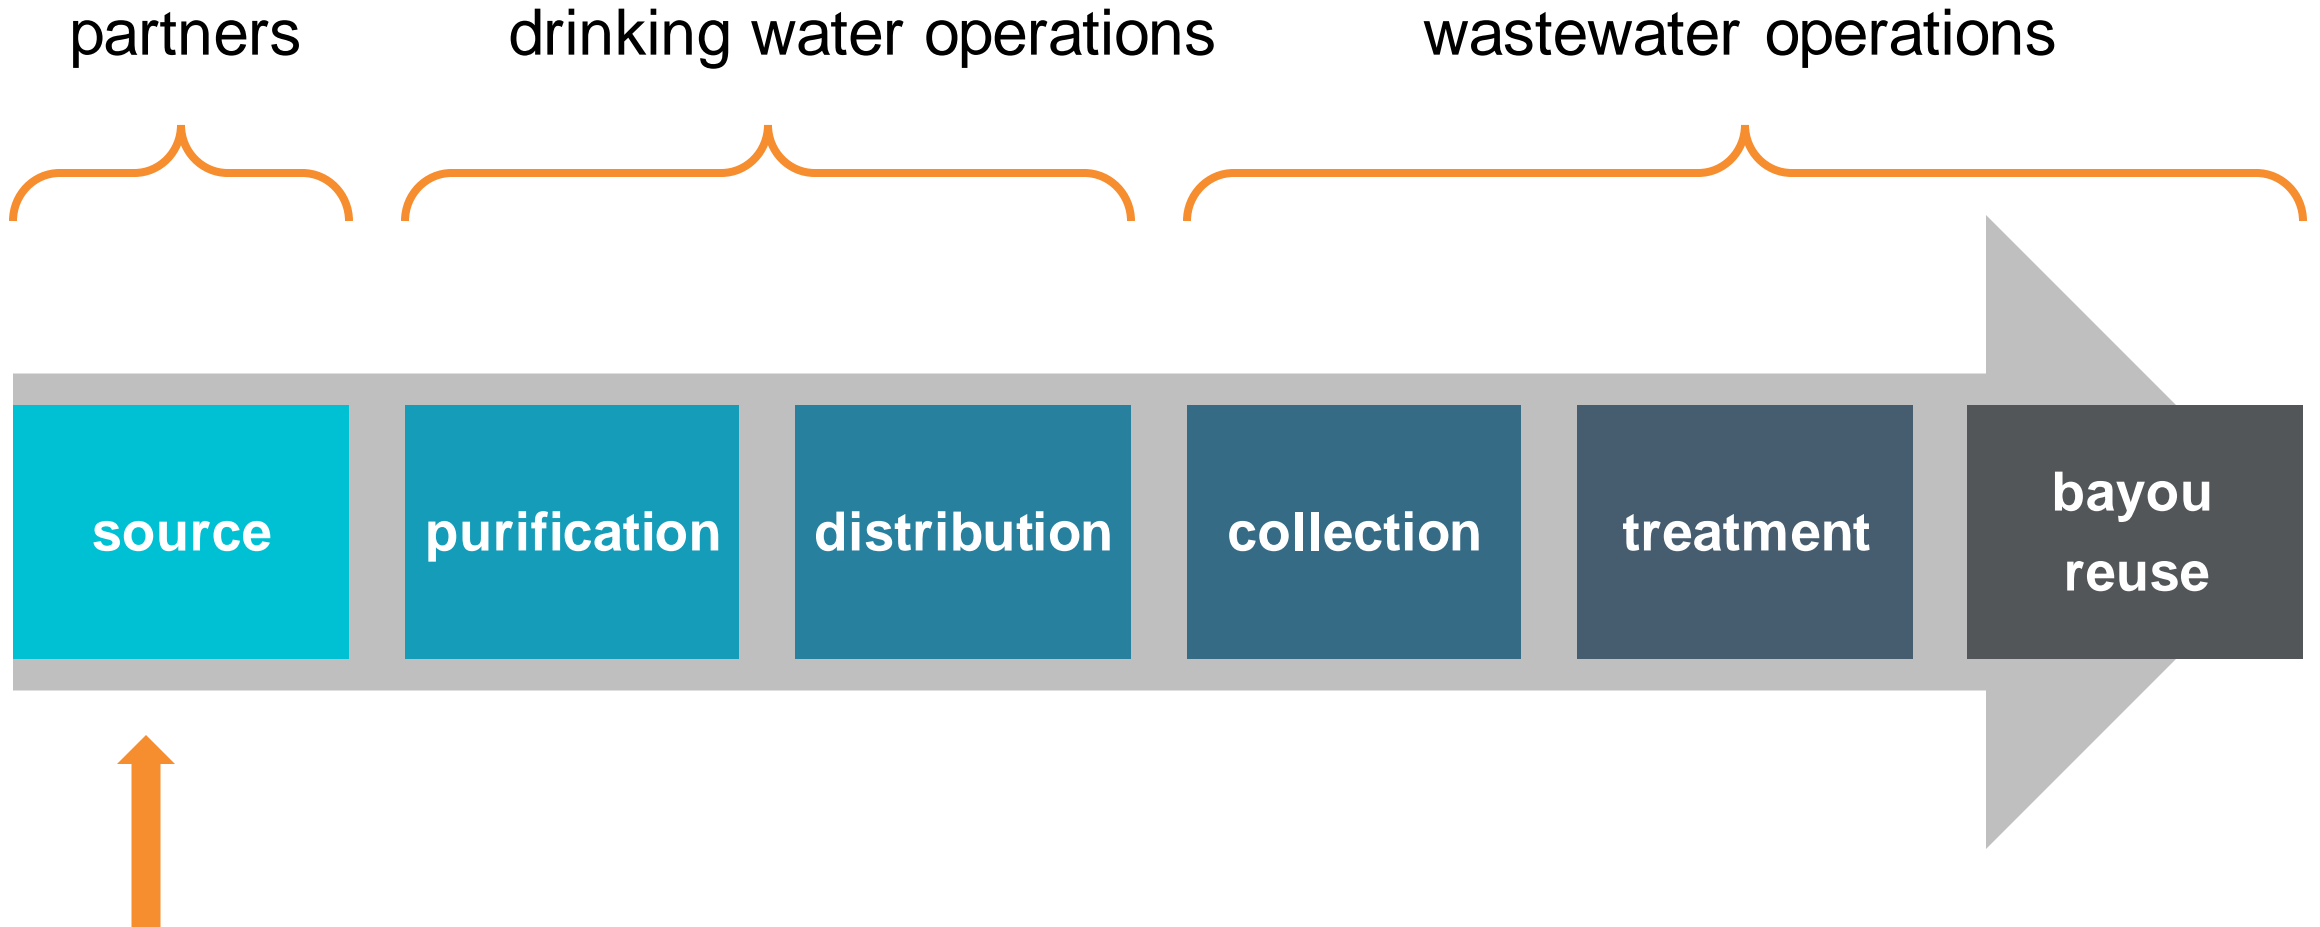 partners
drinking water operations
wastewater operations
source
purification
distribution
collection
treatment
bayou
reuse